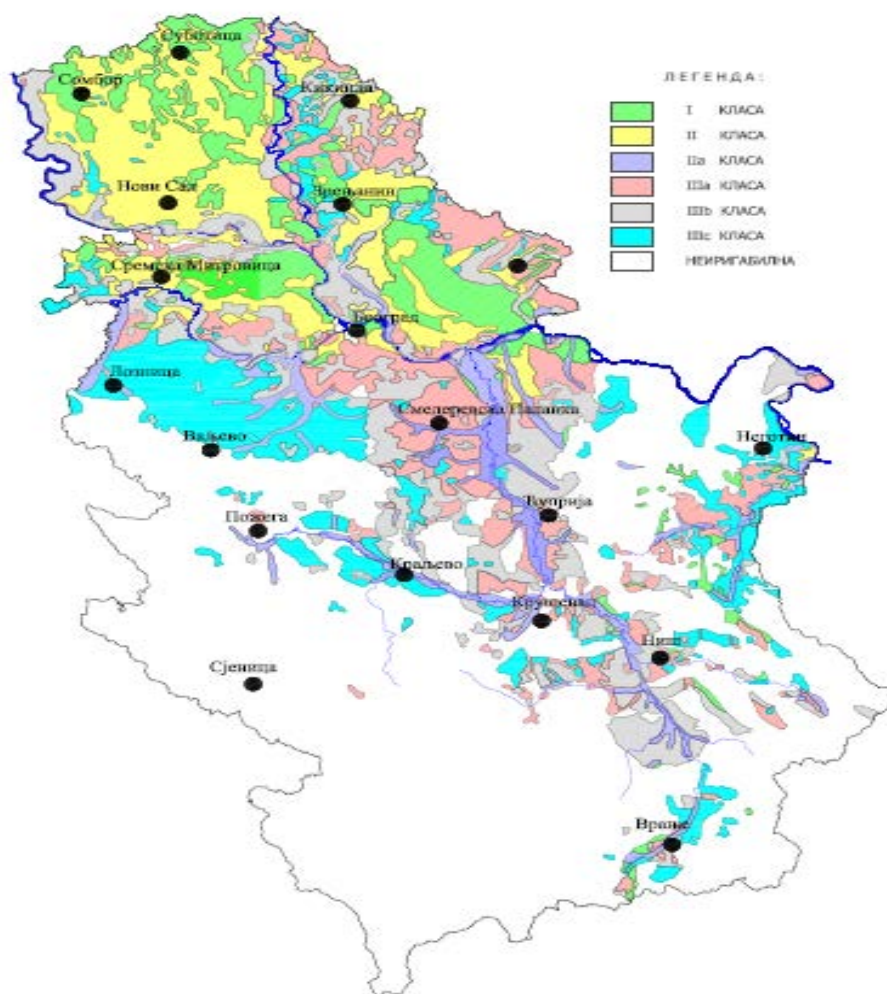 Суботица
Сомбор
Кикинда
Нови Сад
Зрењанин
Сремска Митровица
Београд
Лозница
Смедеревска Паланка
Ваљево
Неготин
Ћуприја
Пожега
Краљево
Крушевац
Ниш
Сјеница
Врање
ЛЕГЕНДА:
I КЛАСА
II КЛАСА
IIa КЛАСА
IIIa КЛАСА
IIIb КЛАСА
IIIc КЛАСА
НЕИРИГАБИЛНА